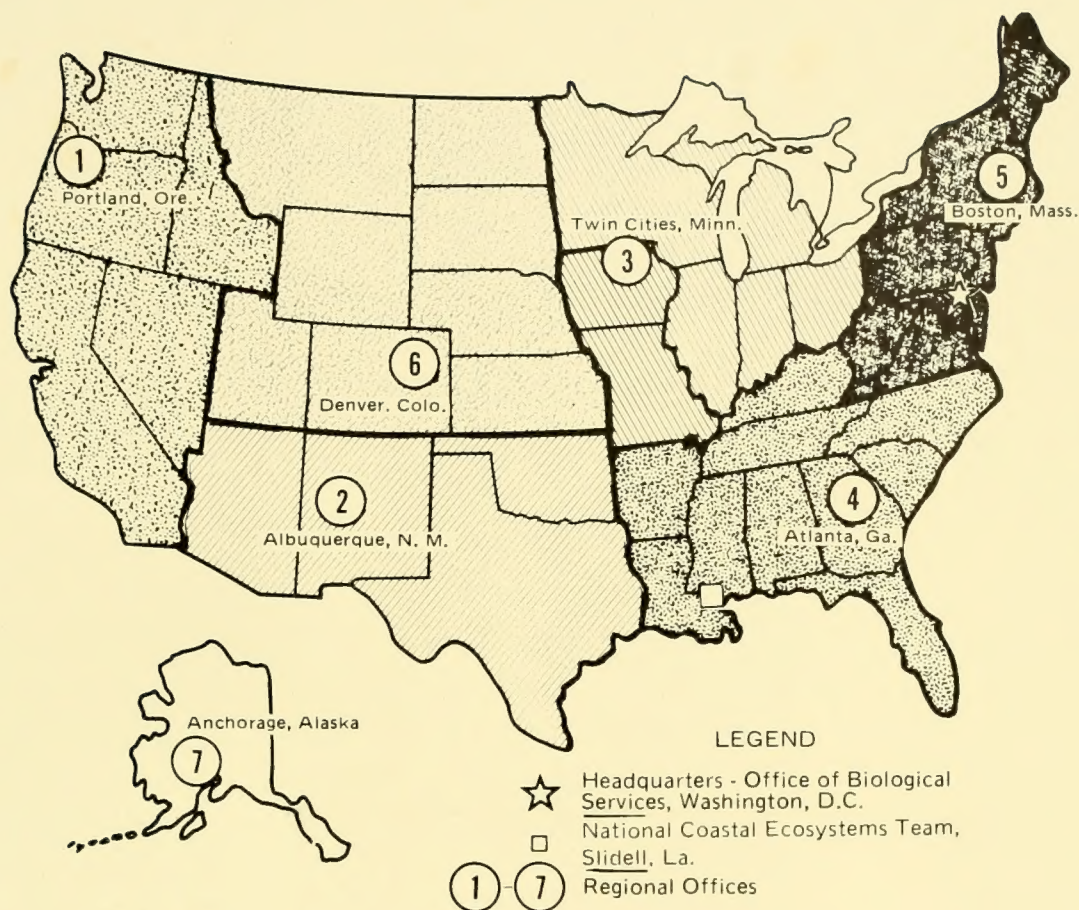 1
Portland, Ore.
5
Boston, Mass.
Twin Cities, Minn.
3
6
Denver. Colo.
2
Albuquerque, N. M.
4
Atlanta, Ga.
Anchorage, Alaska
7
LEGEND
Headquarters - Office of Biological
Services, Washington, D.C.
National Coastal Ecosystems Team,
Slidell, La.
1-7 Regional Offices